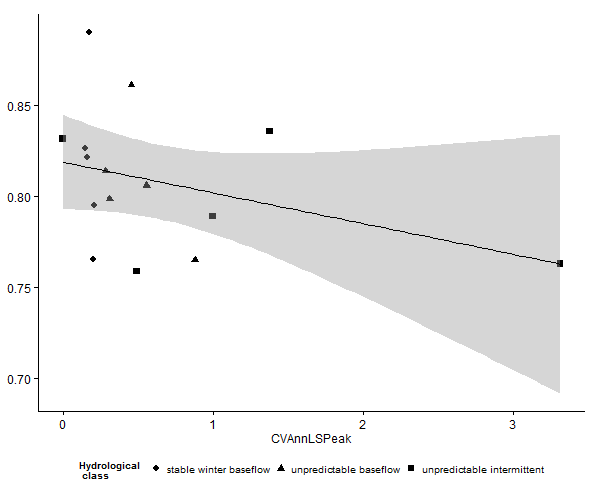 0.85
0.80
0.75
0.70
0
1
2
3
CVAnnLSPeak
Hydrological
class
stable winter baseflow
unpredictable baseflow
unpredictable intermittent